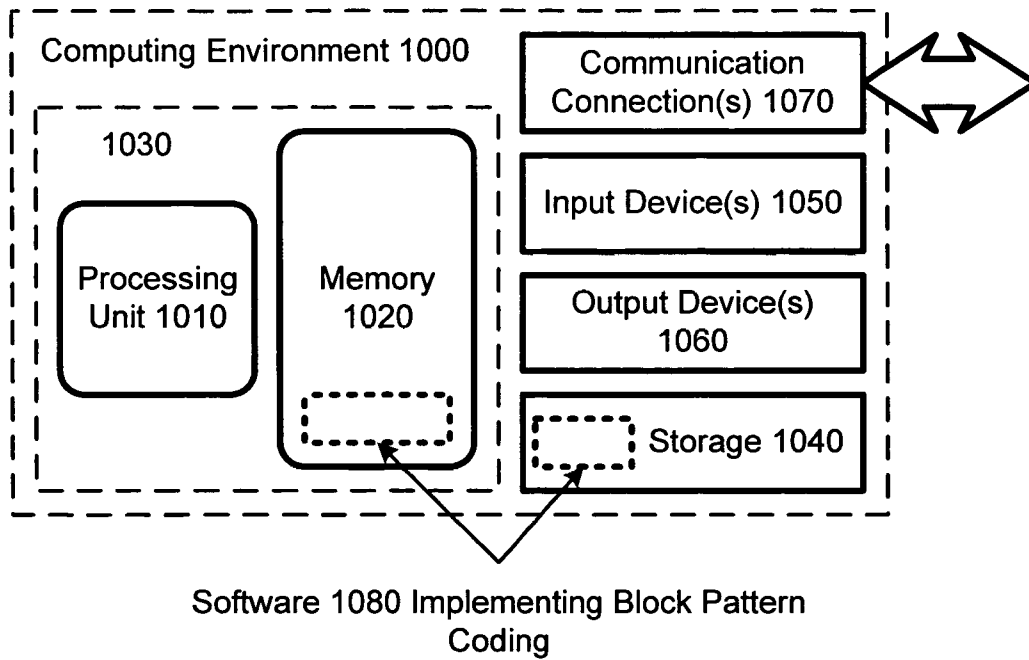 Computing Environment 1000
1030
Processing
Unit 1010
Memory
1020
Communication
Connection(s) 1070
Input Device(s) 1050
Output Device(s)
1060
Storage 1040
Software 1080 Implementing Block Pattern
Coding